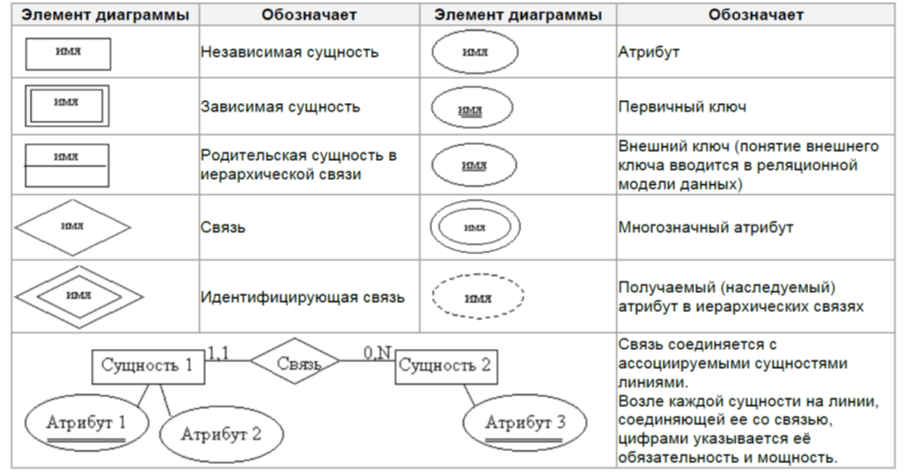 Элемент диаграммы Обозначает Элемент диаграммы Обозначает
имя Независимая сущность имя Атрибут
имя Зависимая сущность имя Первичный ключ
имя Родительская сущность в
иерархической связи
имя Внешний ключ (понятие внешнего
ключа вводится в реляционной
модели данных)
имя Связь имя Многозначный атрибут
имя Идентифицирующая связь имя Получаемый (наследуемый)
атрибут в иерархических связях
Сущность 1 1,1 Связь 0,N Сущность 2
Атрибут 1 Атрибут 2 Атрибут 3
Связь соединяется с
ассоциируемыми сущностями
линиями.
Возле каждой сущности на линии,
соединяющей ее со связью,
цифрами указывается её
обязательность и мощность.